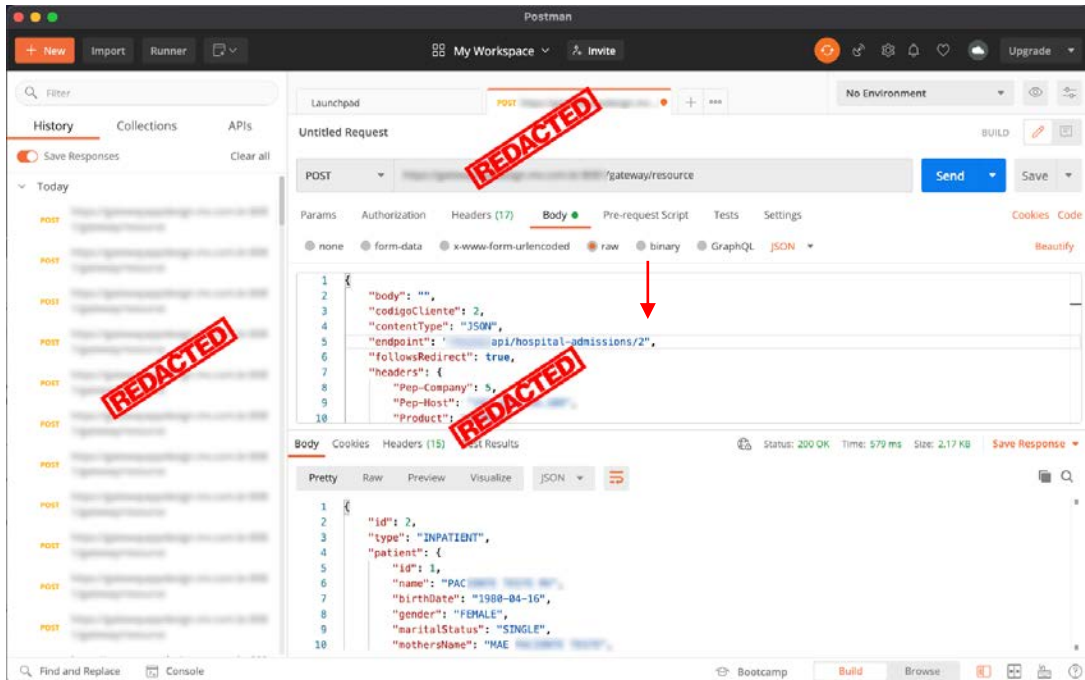 Postman
+ New Import Runner My Workspace Invite Upgrade
Filter
History Collections APIs
Save Responses Clear all
Today
POST
POST
POST
POST
POST
POST
POST
POST
POST
POST
POST
REDACTED
Launchpad POST + ••• No Environment
Untitled Request BUILD
REDACTED
POST /gateway/resource Send Save
Params Authorization Headers (17) Body Pre-request Script Tests Settings Cookies Code
none form-data x-www-form-urlencoded raw binary GraphQL JSON Beautify
1 {
2 "body": "",
3 "codigoCliente": 2,
4 "contentType": "JSON",
5 "endpoint": " api/hospital-admissions/2",
6 "followsRedirect": true,
7 "headers": {
8 "Pep-Company": 5,
9 "Pep-Host": "
10 "Product":
REDACTED
Body Cookies Headers (15) Test Results Status: 200 OK Time: 579 ms Size: 2.17 KB Save Response
Pretty Raw Preview Visualize JSON
1 {
2 "id": 2,
3 "type": "INPATIENT",
4 "patient": {
5 "id": 1,
6 "name": "PAC
7 "birthDate": "1980-04-16",
8 "gender": "FEMALE",
9 "maritalStatus": "SINGLE",
10 "mothersName": "MAE
Find and Replace Console Bootcamp Build Browse